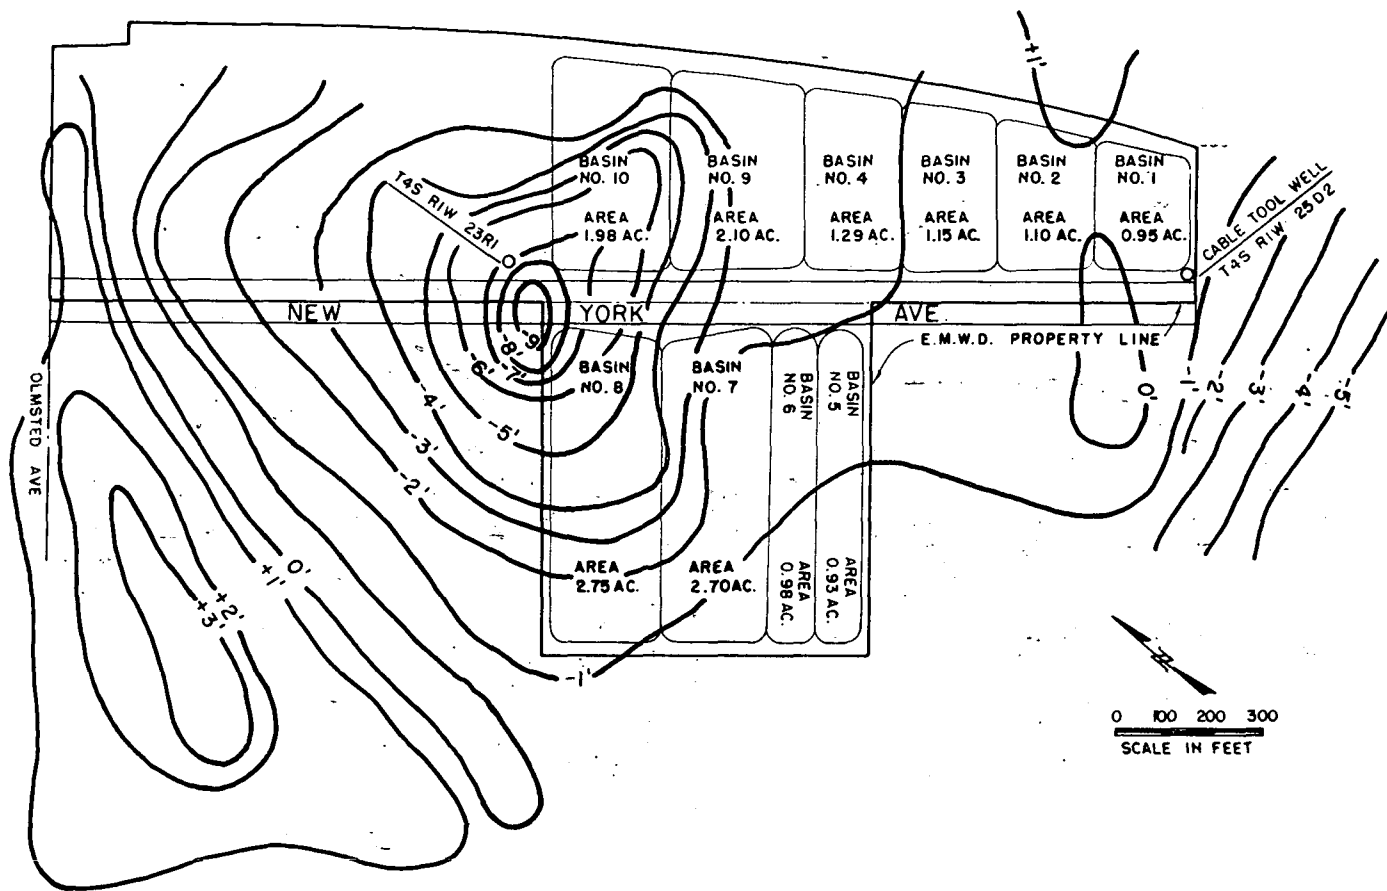 +1'
BASIN
NO. 10
BASIN
NO. 9
BASIN
NO. 4
BASIN
NO. 3
BASIN
NO. 2
BASIN
NO. 1
T4S R1W 23R1
AREA
1.98 AC.
AREA
2.10 AC.
AREA
1.29 AC.
AREA
1.15 AC.
AREA
1.10 AC.
AREA
0.95 AC.
CABLE TOOL WELL
T4S R1W 25D2
NEW YORK AVE.
E.M.W.D. PROPERTY LINE
-9'
-8'
-7'
-6'
-5'
-4'
-3'
-2'
BASIN
NO. 8
BASIN
NO. 7
BASIN
NO. 6
BASIN
NO. 5
0'
-1'
-2'
-3'
-4'
-5'
OLMSTED AVE
AREA
2.75 AC.
AREA
2.70 AC.
AREA
0.98 AC.
AREA
0.93 AC.
0'
+1'
+2'
+3'
-1'
N
0 100 200 300
SCALE IN FEET